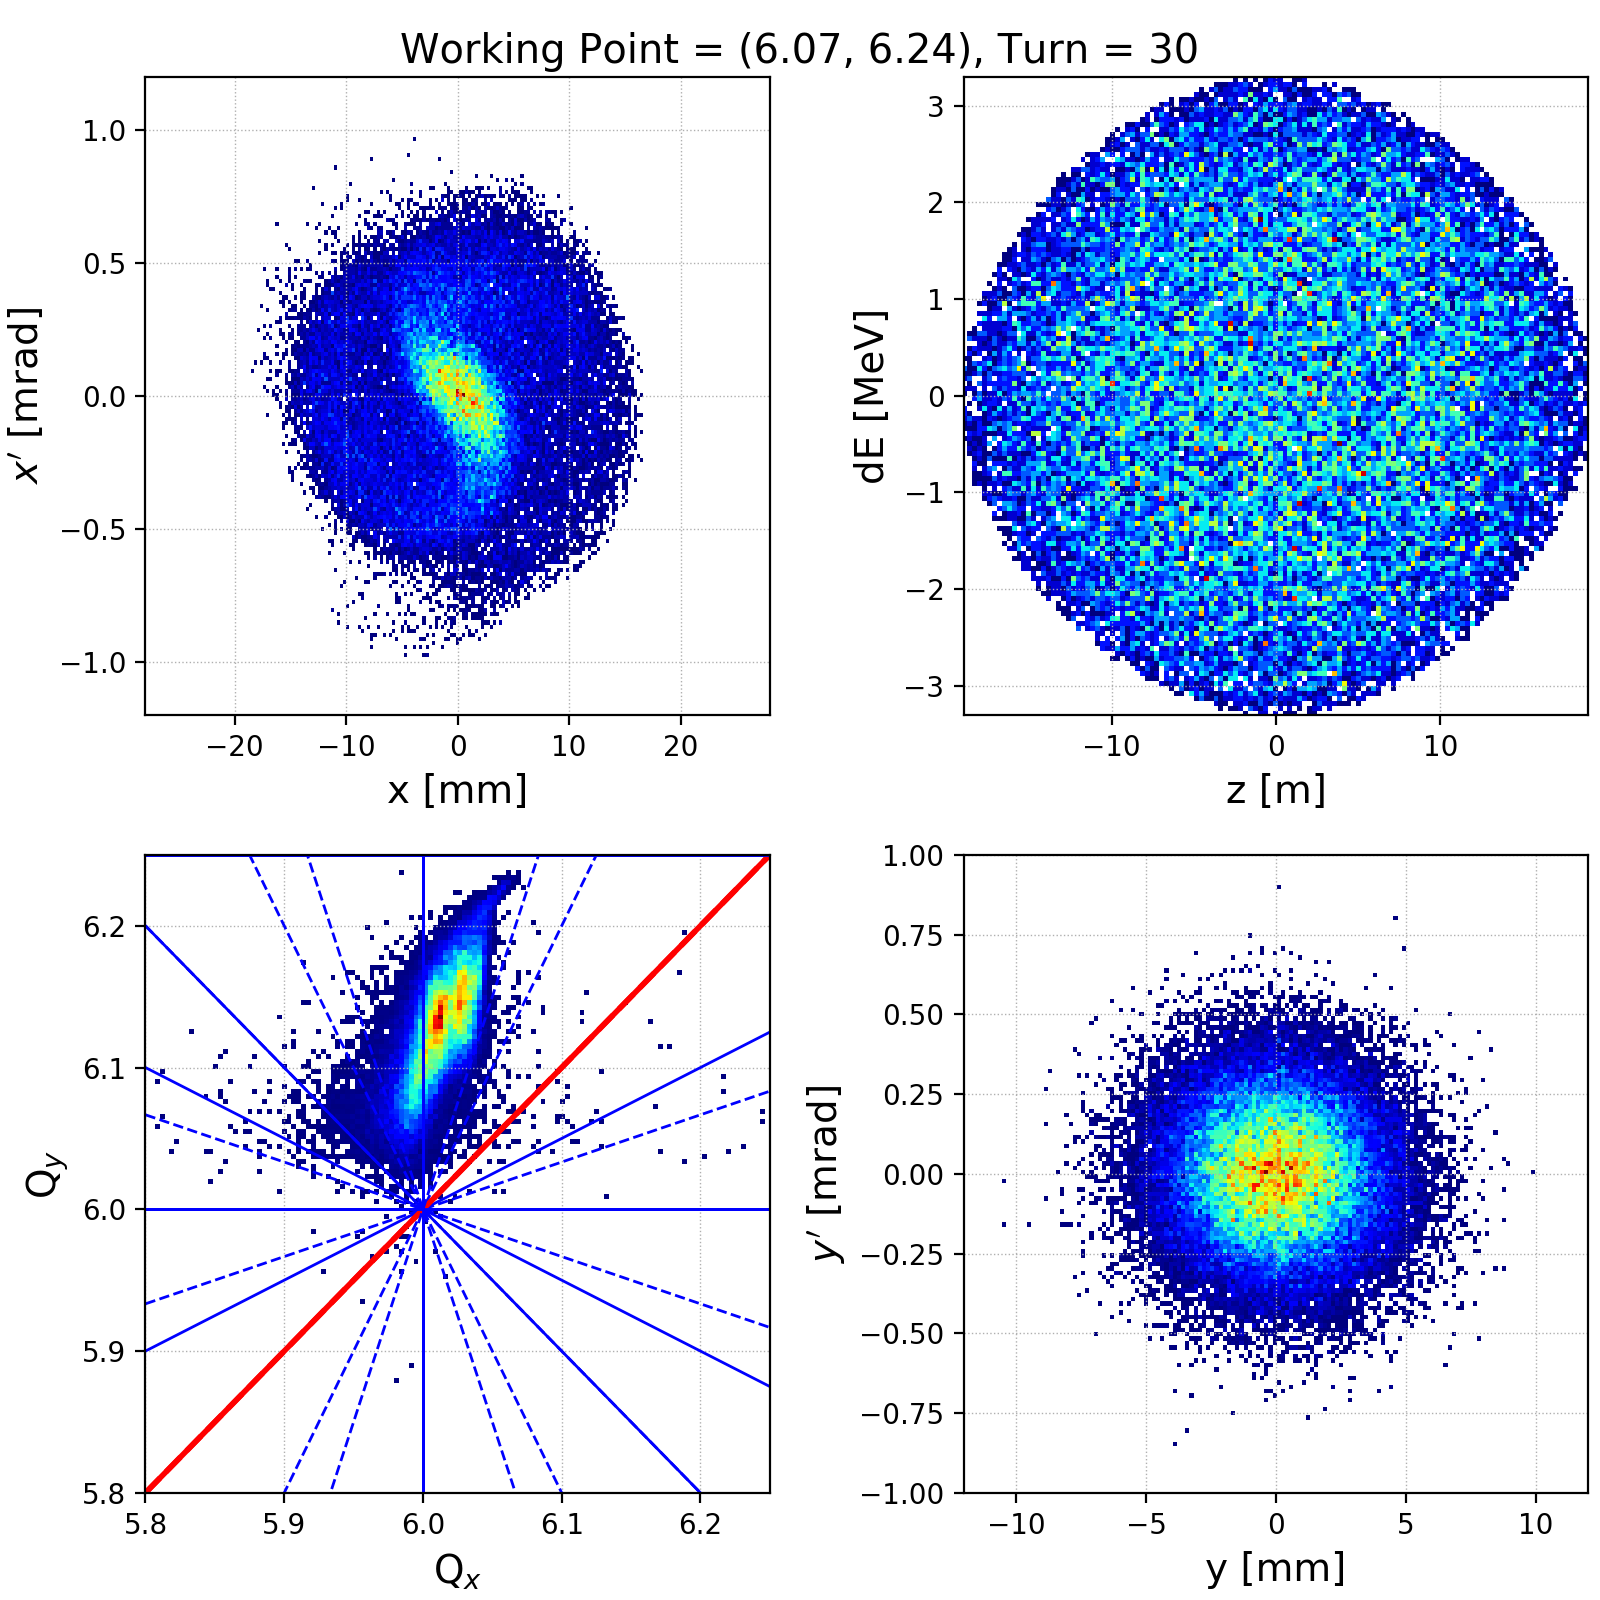 Working Point = (6.07, 6.24), Turn = 30
1.0
0.5
0.0
−0.5
−1.0
x′ [mrad]
−20 −10 0 10 20
x [mm]
3
2
1
0
−1
−2
−3
dE [MeV]
−10 0 10
z [m]
6.2
6.1
6.0
5.9
5.8
Qy
5.8 5.9 6.0 6.1 6.2
Qx
1.00
0.75
0.50
0.25
0.00
−0.25
−0.50
−0.75
−1.00
y′ [mrad]
−10 −5 0 5 10
y [mm]